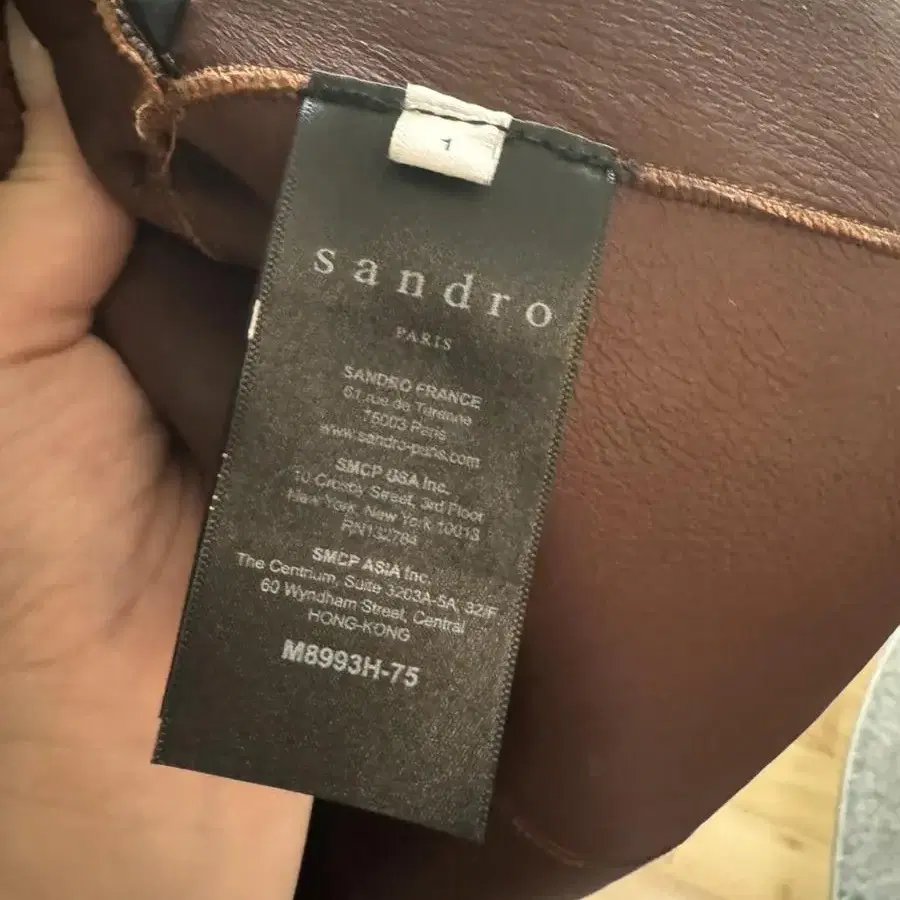 1
sandro
PARIS
SANDRO FRANCE
61 rue de Turenne
75003 Paris
www.sandro-paris.com
SMCP USA Inc.
10 Crosby Street, 3rd Floor
New York, New York 10013
RN132784
SMCP ASIA Inc.
The Centrium, Suite 3203A-5A, 32/F
60 Wyndham Street, Central
HONG-KONG
M8993H-75